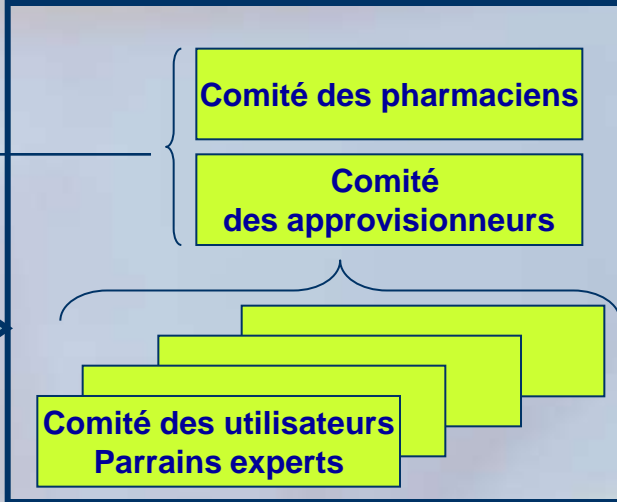 Comité des pharmaciens
Comité
des approvisionneurs
Comité des utilisateurs
Parrains experts